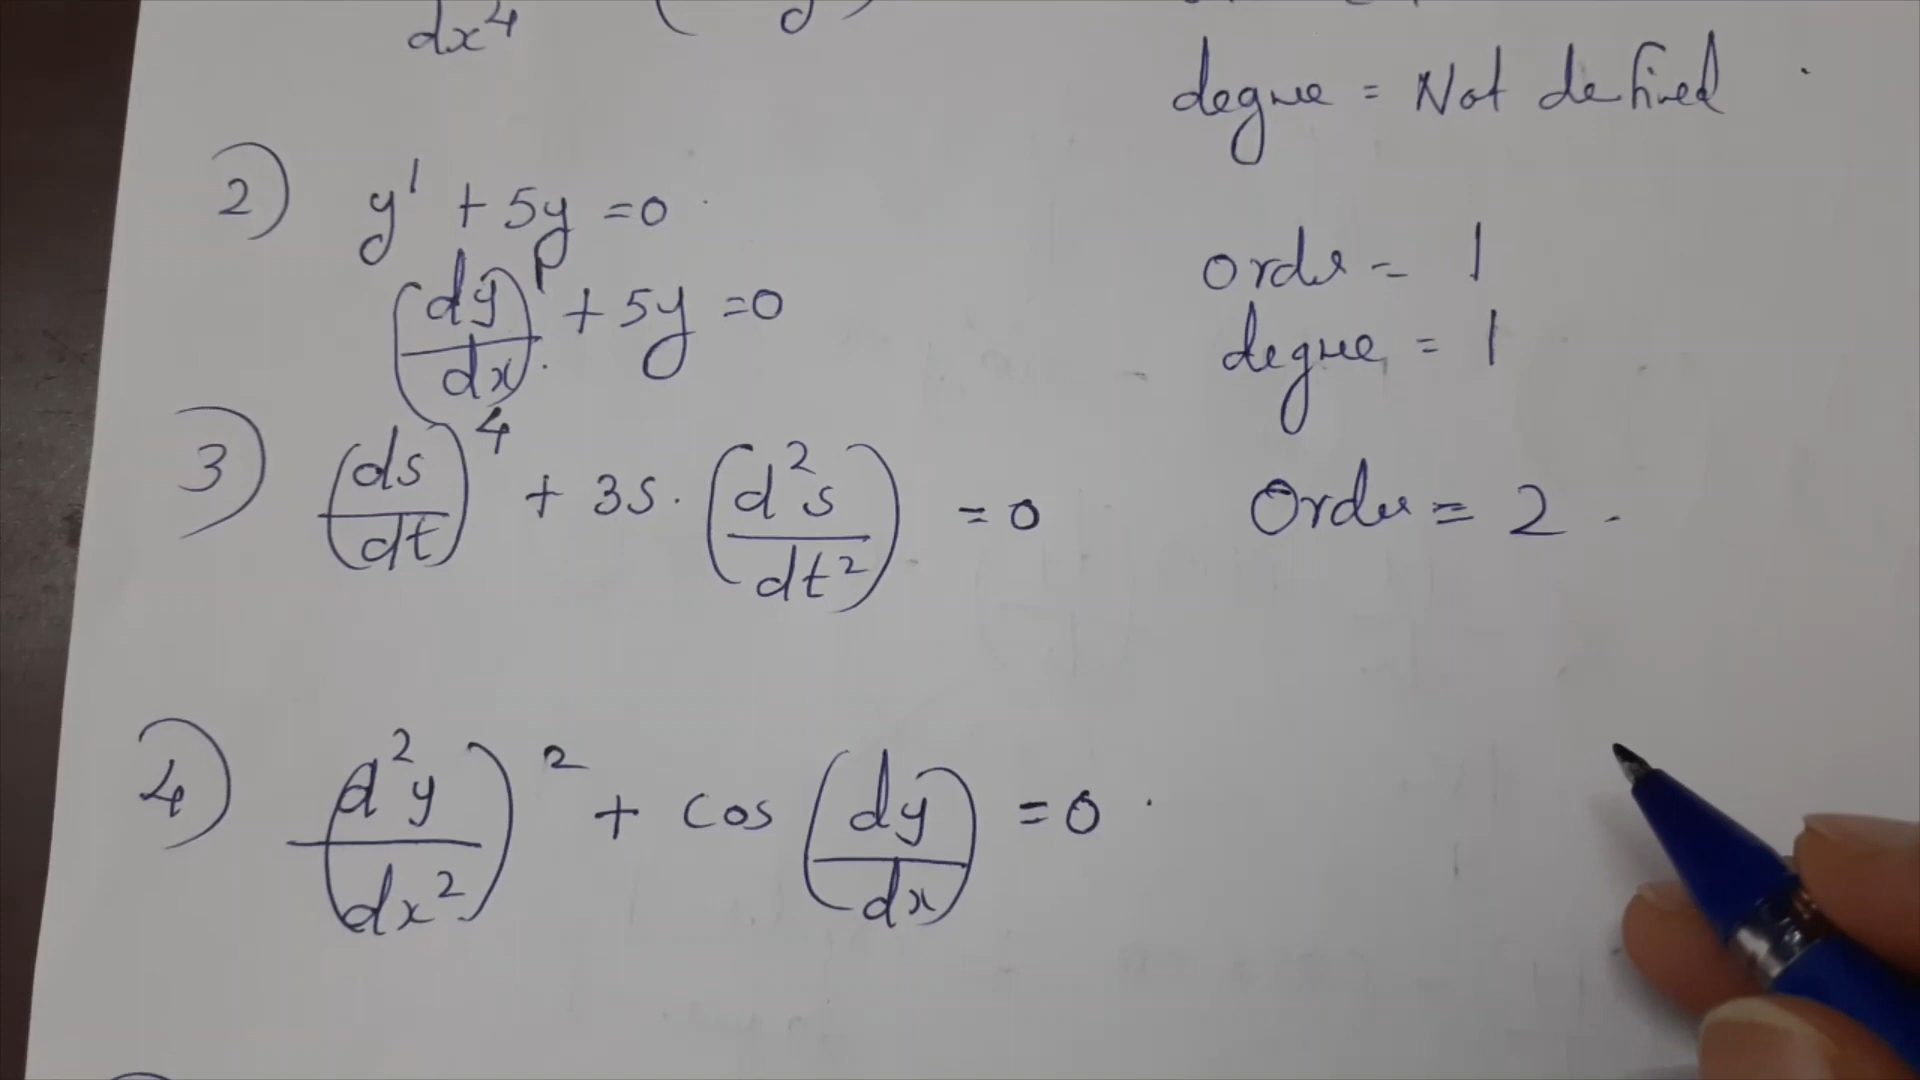 dx⁴
degree = Not defined
2) y' + 5y = 0
order = 1
(dy/dx)¹ + 5y = 0
degree = 1
3) (ds/dt)⁴ + 3s · (d²s/dt²) = 0
Order = 2
4) (d²y/dx²)² + cos (dy/dx) = 0